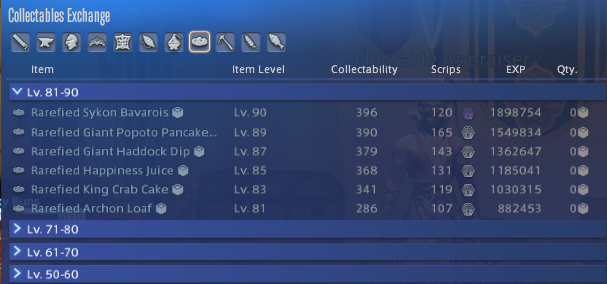 Collectables Exchange
Item Item Level Collectability Scrips EXP Qty.
Lv. 81-90
Rarefied Sykon Bavarois Lv. 90 396 120 1898754 0
Rarefied Giant Popoto Pancake... Lv. 89 390 165 1549834 0
Rarefied Giant Haddock Dip Lv. 87 379 143 1362647 0
Rarefied Happiness Juice Lv. 85 368 131 1185041 0
Rarefied King Crab Cake Lv. 83 341 119 1030315 0
Rarefied Archon Loaf Lv. 81 286 107 882453 0
Lv. 71-80
Lv. 61-70
Lv. 50-60